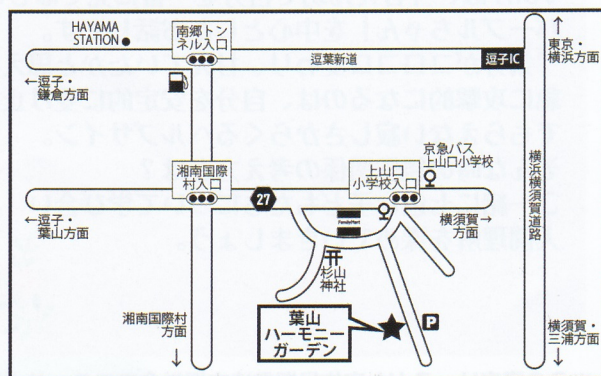 HAYAMA
STATION
南郷トン
ネル入口
逗葉新道
逗子IC
東京・
横浜方面
←逗子・
鎌倉方面
湘南国際
村入口
27
上山口
小学校入口
京急バス
上山口小学校
横浜横須賀道路
←逗子・
葉山方面
FamilyMart
横須賀→
方面
杉山
神社
湘南国際村
方面
葉山
ハーモニー
ガーデン
P
横須賀・
三浦方面